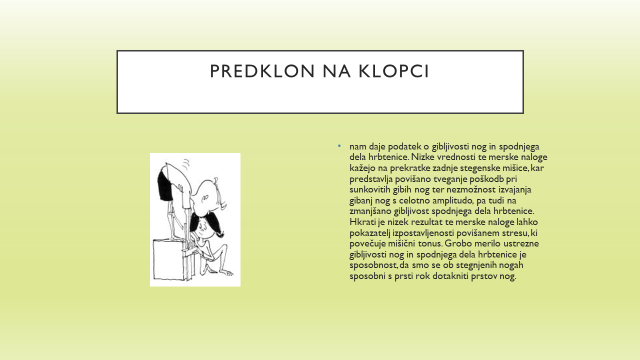 PREDKLON NA KLOPCI
• nam daje podatek o gibljivosti nog in spodnjega
dela hrbtenice. Nizke vrednosti te merske naloge
kažejo na prekratke zadnje stegenske mišice, kar
predstavlja povišano tveganje poškodb pri
sunkovitih gibih nog ter nezmožnost izvajanja
gibanj nog s celotno amplitudo, pa tudi na
zmanjšano gibljivost spodnjega dela hrbtenice.
Hkrati je nizek rezultat te merske naloge lahko
pokazatelj izpostavljenosti povišanem stresu, ki
povečuje mišični tonus. Grobo merilo ustrezne
gibljivosti nog in spodnjega dela hrbtenice je
sposobnost, da smo se ob stegnjenih nogah
sposobni s prsti rok dotakniti prstov nog.